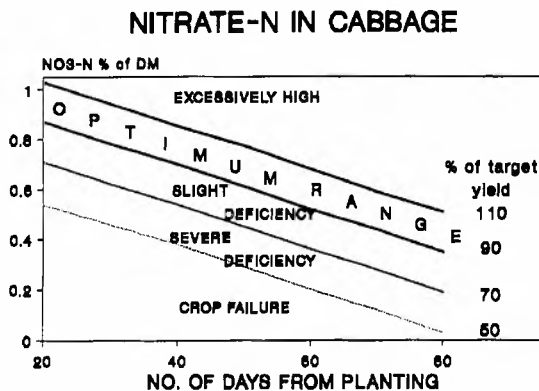 NITRATE-N IN CABBAGE
NO3-N % of DM
1
0.8
0.6
0.4
0.2
0
EXCESSIVELY HIGH
OPTIMUM RANGE
SLIGHT
DEFICIENCY
SEVERE
DEFICIENCY
CROP FAILURE
% of target
yield
110
90
70
50
20 40 60 80
NO. OF DAYS FROM PLANTING